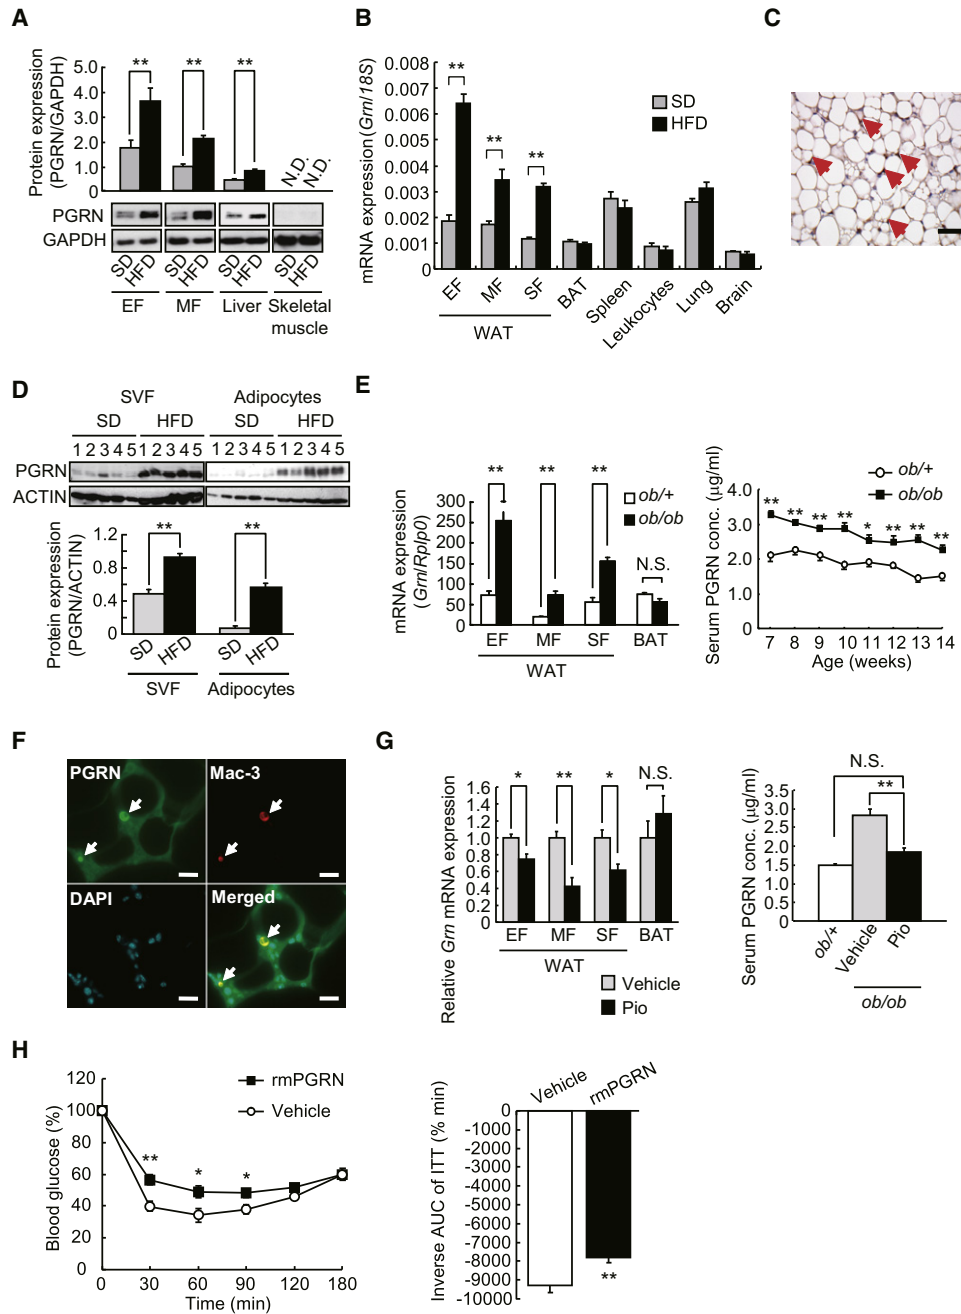 A
Protein expression
(PGRN/GAPDH)
5.0
4.0
3.0
2.0
1.0
0
**
**
**
N.D.
N.D.
PGRN
GAPDH
SD
HFD
SD
HFD
SD
HFD
SD
HFD
EF
MF
Liver
Skeletal
muscle
B
mRNA expression (Grn/18S)
0.008
0.007
0.006
0.005
0.004
0.003
0.002
0.001
0
**
**
**
SD
HFD
EF
MF
SF
BAT
Spleen
Leukocytes
Lung
Brain
WAT
C
D
SVF
Adipocytes
SD
HFD
SD
HFD
1 2 3 4 5 1 2 3 4 5 1 2 3 4 5 1 2 3 4 5
PGRN
ACTIN
Protein expression
(PGRN/ACTIN)
1.2
0.8
0.4
0
**
**
SD
HFD
SD
HFD
SVF
Adipocytes
E
mRNA expression
(Grn/Rplp0)
300
250
200
150
100
50
0
**
**
**
N.S.
ob/+
ob/ob
EF
MF
SF
BAT
WAT
Serum PGRN conc. (µg/ml)
4.0
3.0
2.0
1.0
0
ob/+
ob/ob
** ** ** ** * ** ** **
7 8 9 10 11 12 13 14
Age (weeks)
F
PGRN
Mac-3
DAPI
Merged
G
Relative Grn mRNA expression
1.6
1.4
1.2
1.0
0.8
0.6
0.4
0.2
0
*
**
*
N.S.
EF
MF
SF
BAT
WAT
Vehicle
Pio
Serum PGRN conc. (µg/ml)
3.5
3.0
2.5
2.0
1.5
1.0
0.5
0
N.S.
**
ob/+
Vehicle
Pio
ob/ob
H
Blood glucose (%)
120
100
80
60
40
20
0
rmPGRN
Vehicle
**
*
*
0 30 60 90 120 180
Time (min)
Inverse AUC of ITT (% min)
Vehicle
rmPGRN
0
-1000
-2000
-3000
-4000
-5000
-6000
-7000
-8000
-9000
-10000
**